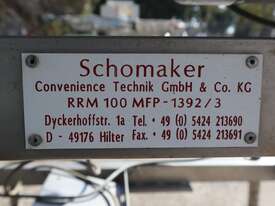 Schomaker
Convenience Technik GmbH & Co. KG
RRM 100 MFP - 1392 / 3
Dyckerhoffstr. 1a Tel. + 49 (0) 5424 213690
D - 49176 Hilter Fax. + 49 (0) 5424 213691